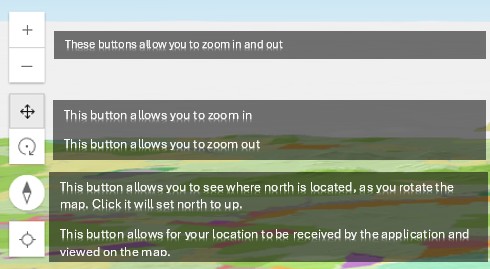 These buttons allow you to zoom in and out
This button allows you to zoom in
This button allows you to zoom out
This button allows you to see where north is located, as you rotate the
map. Click it will set north to up.
This button allows for your location to be received by the application and
viewed on the map.